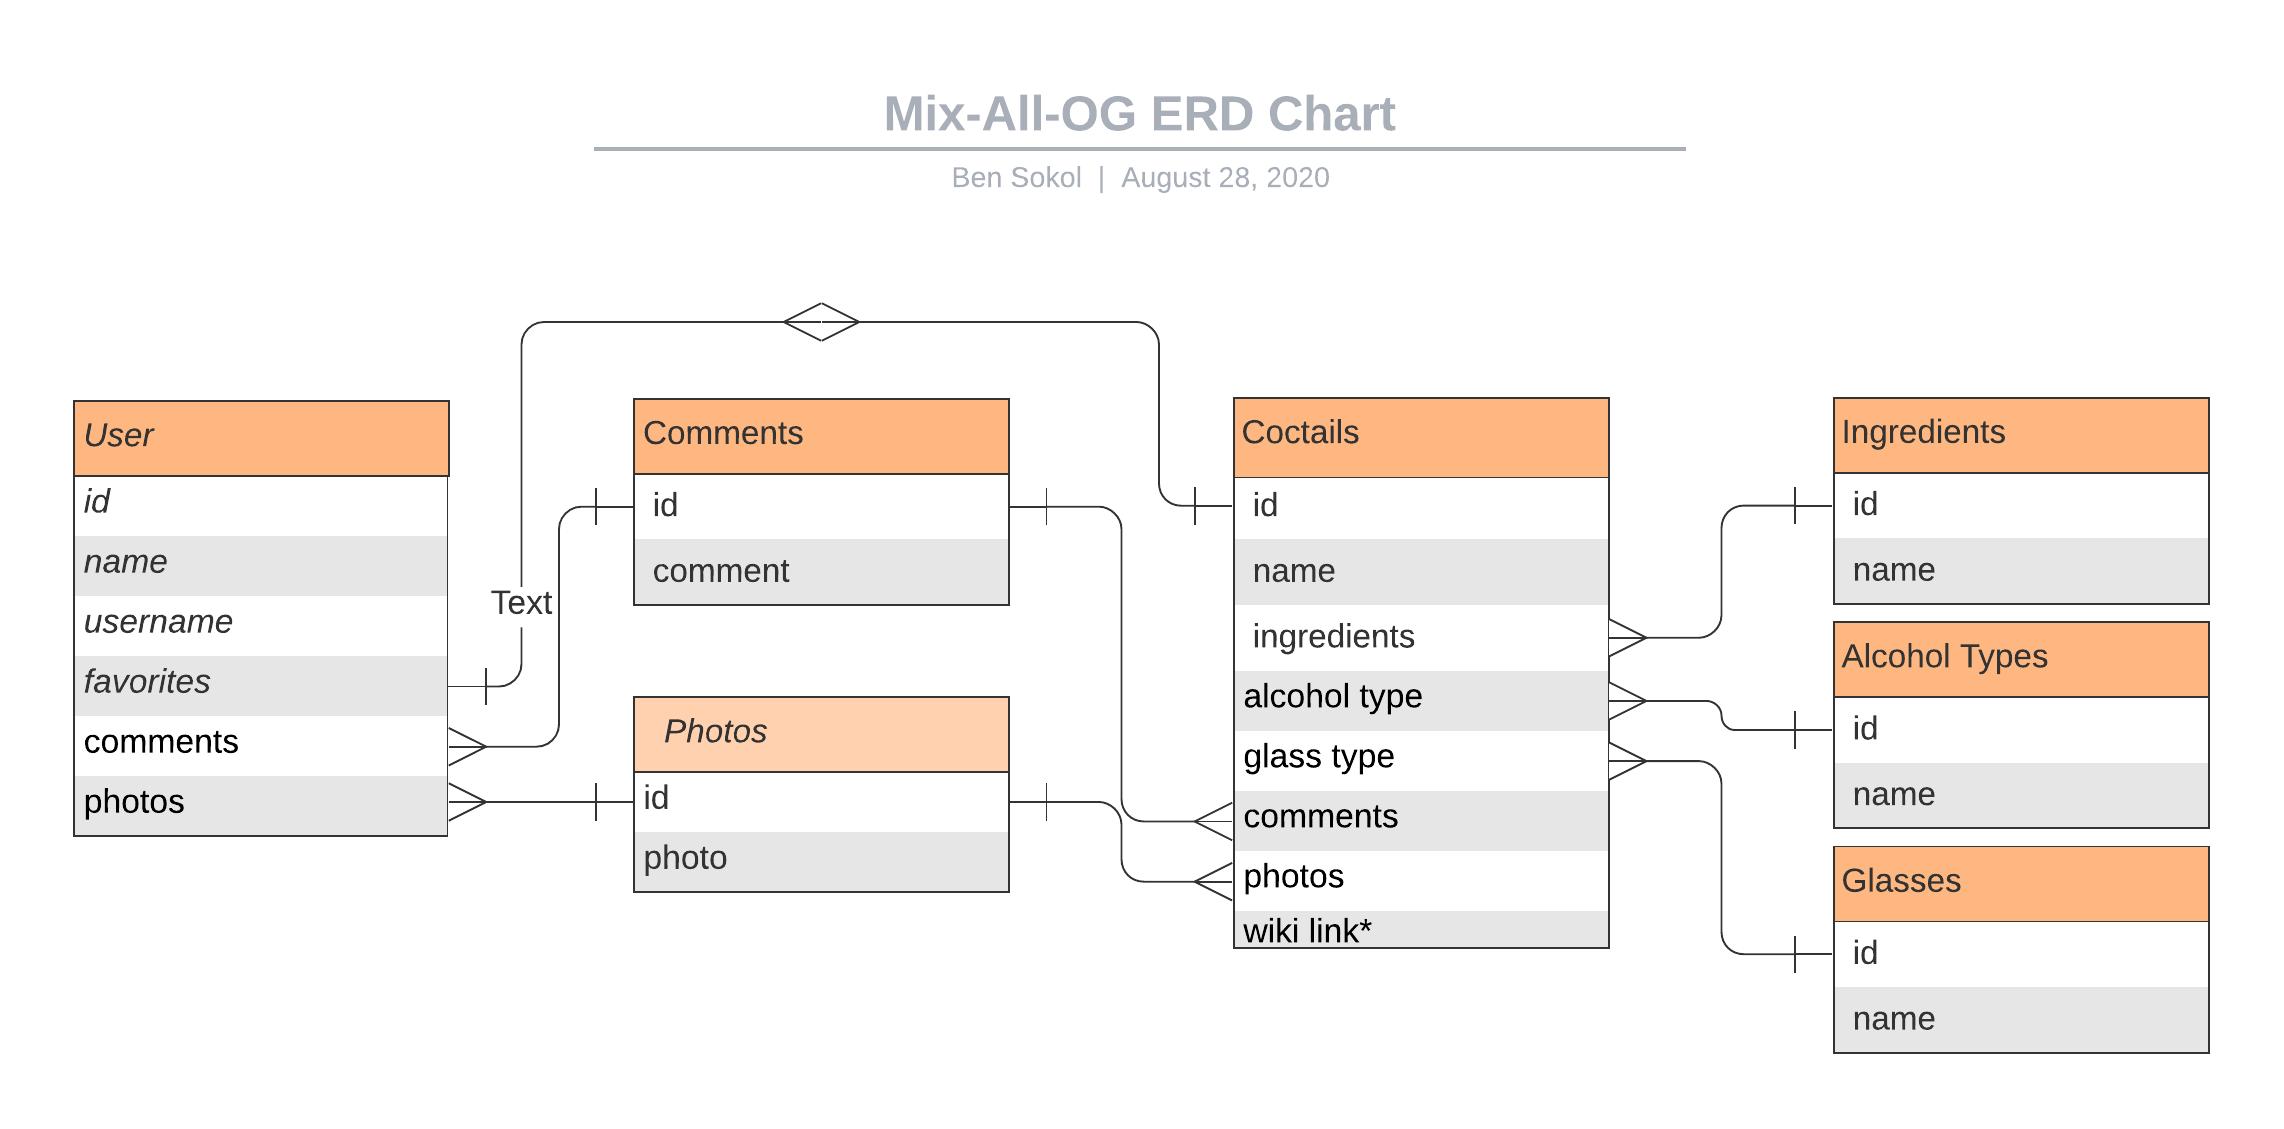 Mix-All-OG ERD Chart
Ben Sokol | August 28, 2020
User
id
name
username
favorites
comments
photos
Text
Comments
id
comment
Photos
id
photo
Coctails
id
name
ingredients
alcohol type
glass type
comments
photos
wiki link*
Ingredients
id
name
Alcohol Types
id
name
Glasses
id
name